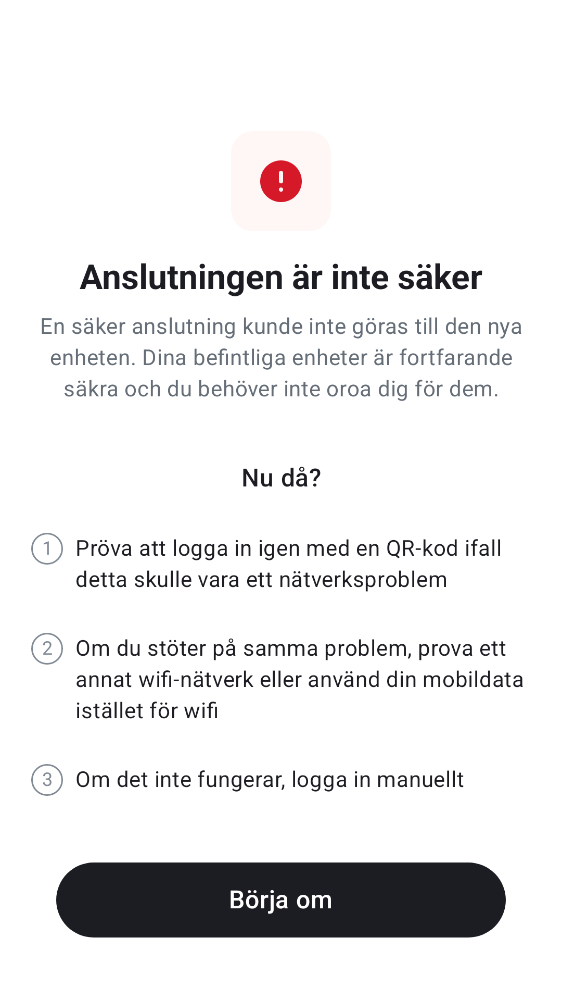 Anslutningen är inte säker
En säker anslutning kunde inte göras till den nya
enheten. Dina befintliga enheter är fortfarande
säkra och du behöver inte oroa dig för dem.
Nu då?
1 Pröva att logga in igen med en QR-kod ifall
detta skulle vara ett nätverksproblem
2 Om du stöter på samma problem, prova ett
annat wifi-nätverk eller använd din mobildata
istället för wifi
3 Om det inte fungerar, logga in manuellt
Börja om